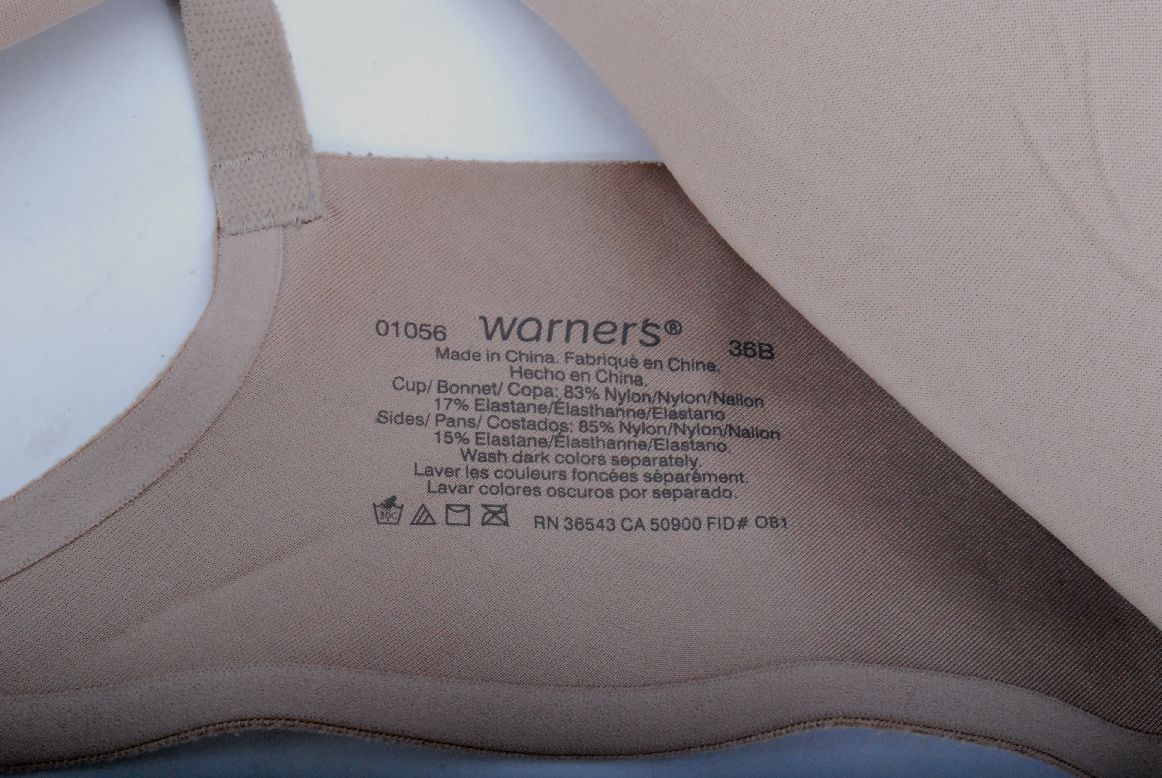 01056 warner's® 36B
Made in China. Fabriqué en Chine.
Hecho en China.
Cup/ Bonnet/ Copa: 83% Nylon/Nylon/Nailon
17% Elastane/Élasthanne/Elastano
Sides/ Pans/ Costados: 85% Nylon/Nylon/Nailon
15% Elastane/Élasthanne/Elastano
Wash dark colors separately.
Laver les couleurs foncées séparément.
Lavar colores oscuros por separado.
RN 36543 CA 50900 FID# OB1